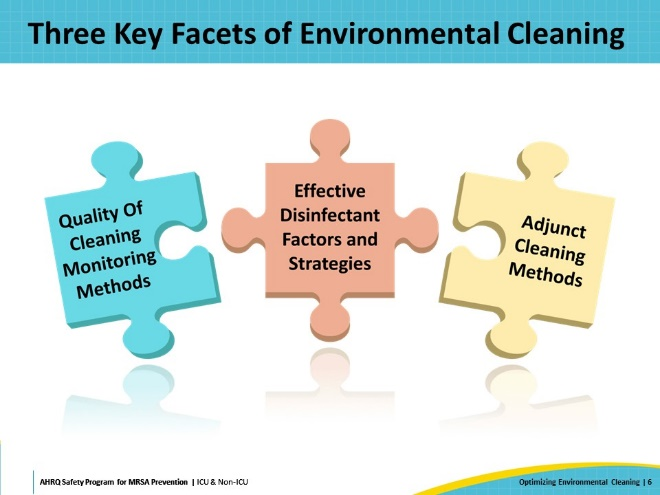 Three Key Facets of Environmental Cleaning
Quality Of
Cleaning
Monitoring
Methods
Effective
Disinfectant
Factors and
Strategies
Adjunct
Cleaning
Methods
AHRQ Safety Program for MRSA Prevention | ICU & Non-ICU
Optimizing Environmental Cleaning | 6